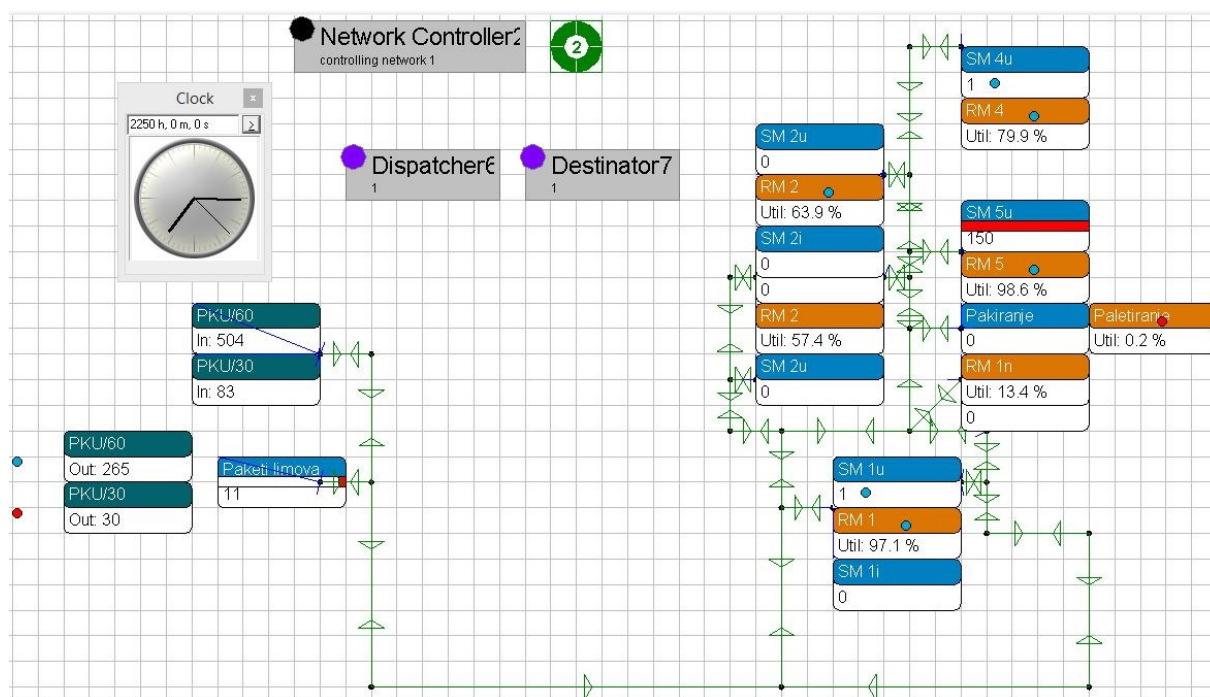 Network Controller2
controlling network 1
2
Clock
x
2250 h, 0 m, 0 s
>
Dispatcher6
1
Destinator7
1
SM 4u
1
RM 4
Util: 79.9 %
SM 2u
0
RM 2
Util: 63.9 %
SM 2i
0
0
RM 2
Util: 57.4 %
SM 2u
0
SM 5u
150
RM 5
Util: 98.6 %
Pakiranje
0
Paletiranje
Util: 0.2 %
RM 1n
Util: 13.4 %
0
PKU/60
In: 504
PKU/30
In: 83
PKU/60
Out: 265
PKU/30
Out: 30
Paketi limova
11
SM 1u
1
RM 1
Util: 97.1 %
SM 1i
0